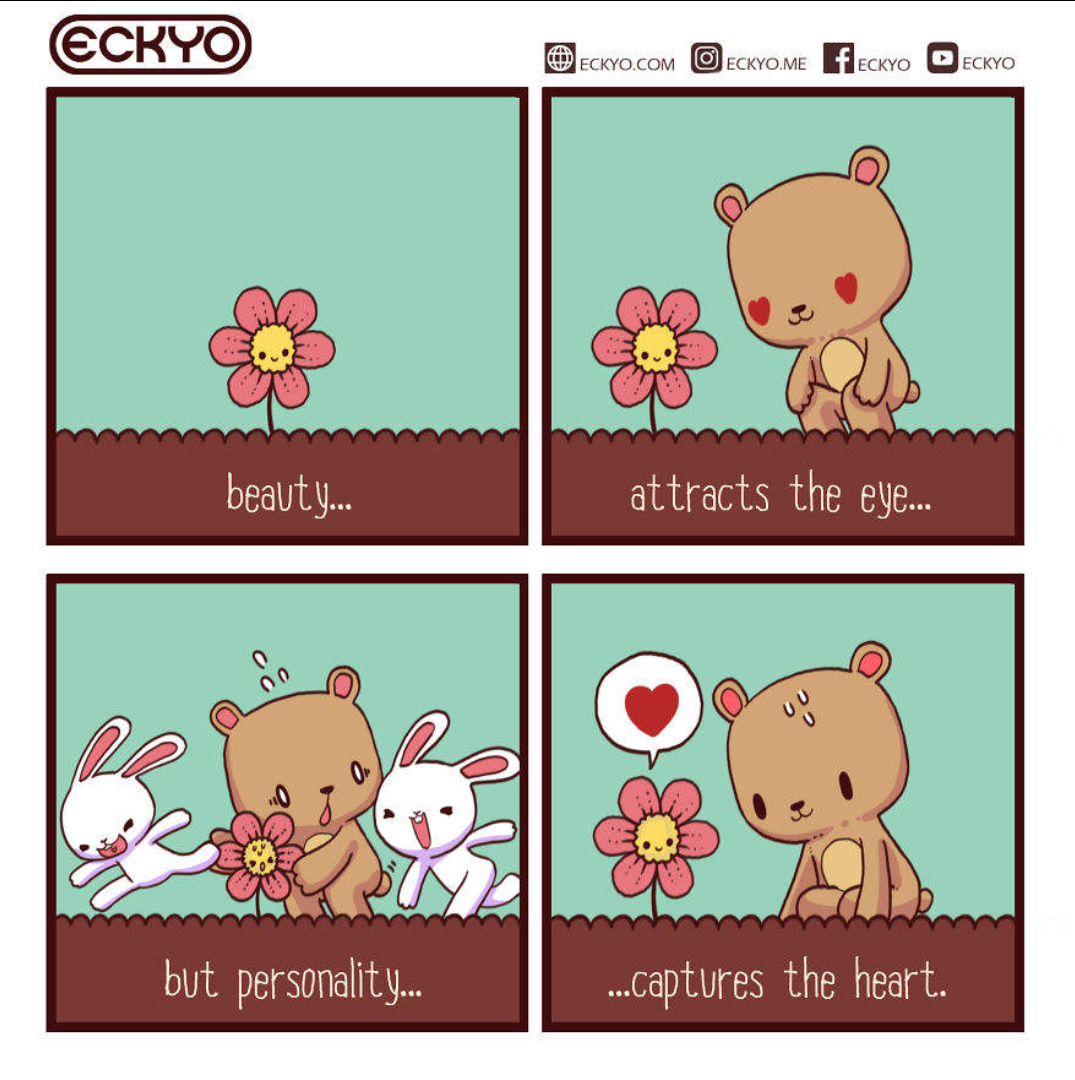 ECKYO
ECKYO.COM ECKYO.ME ECKYO ECKYO
beauty...
attracts the eye...
but personality...
...captures the heart.